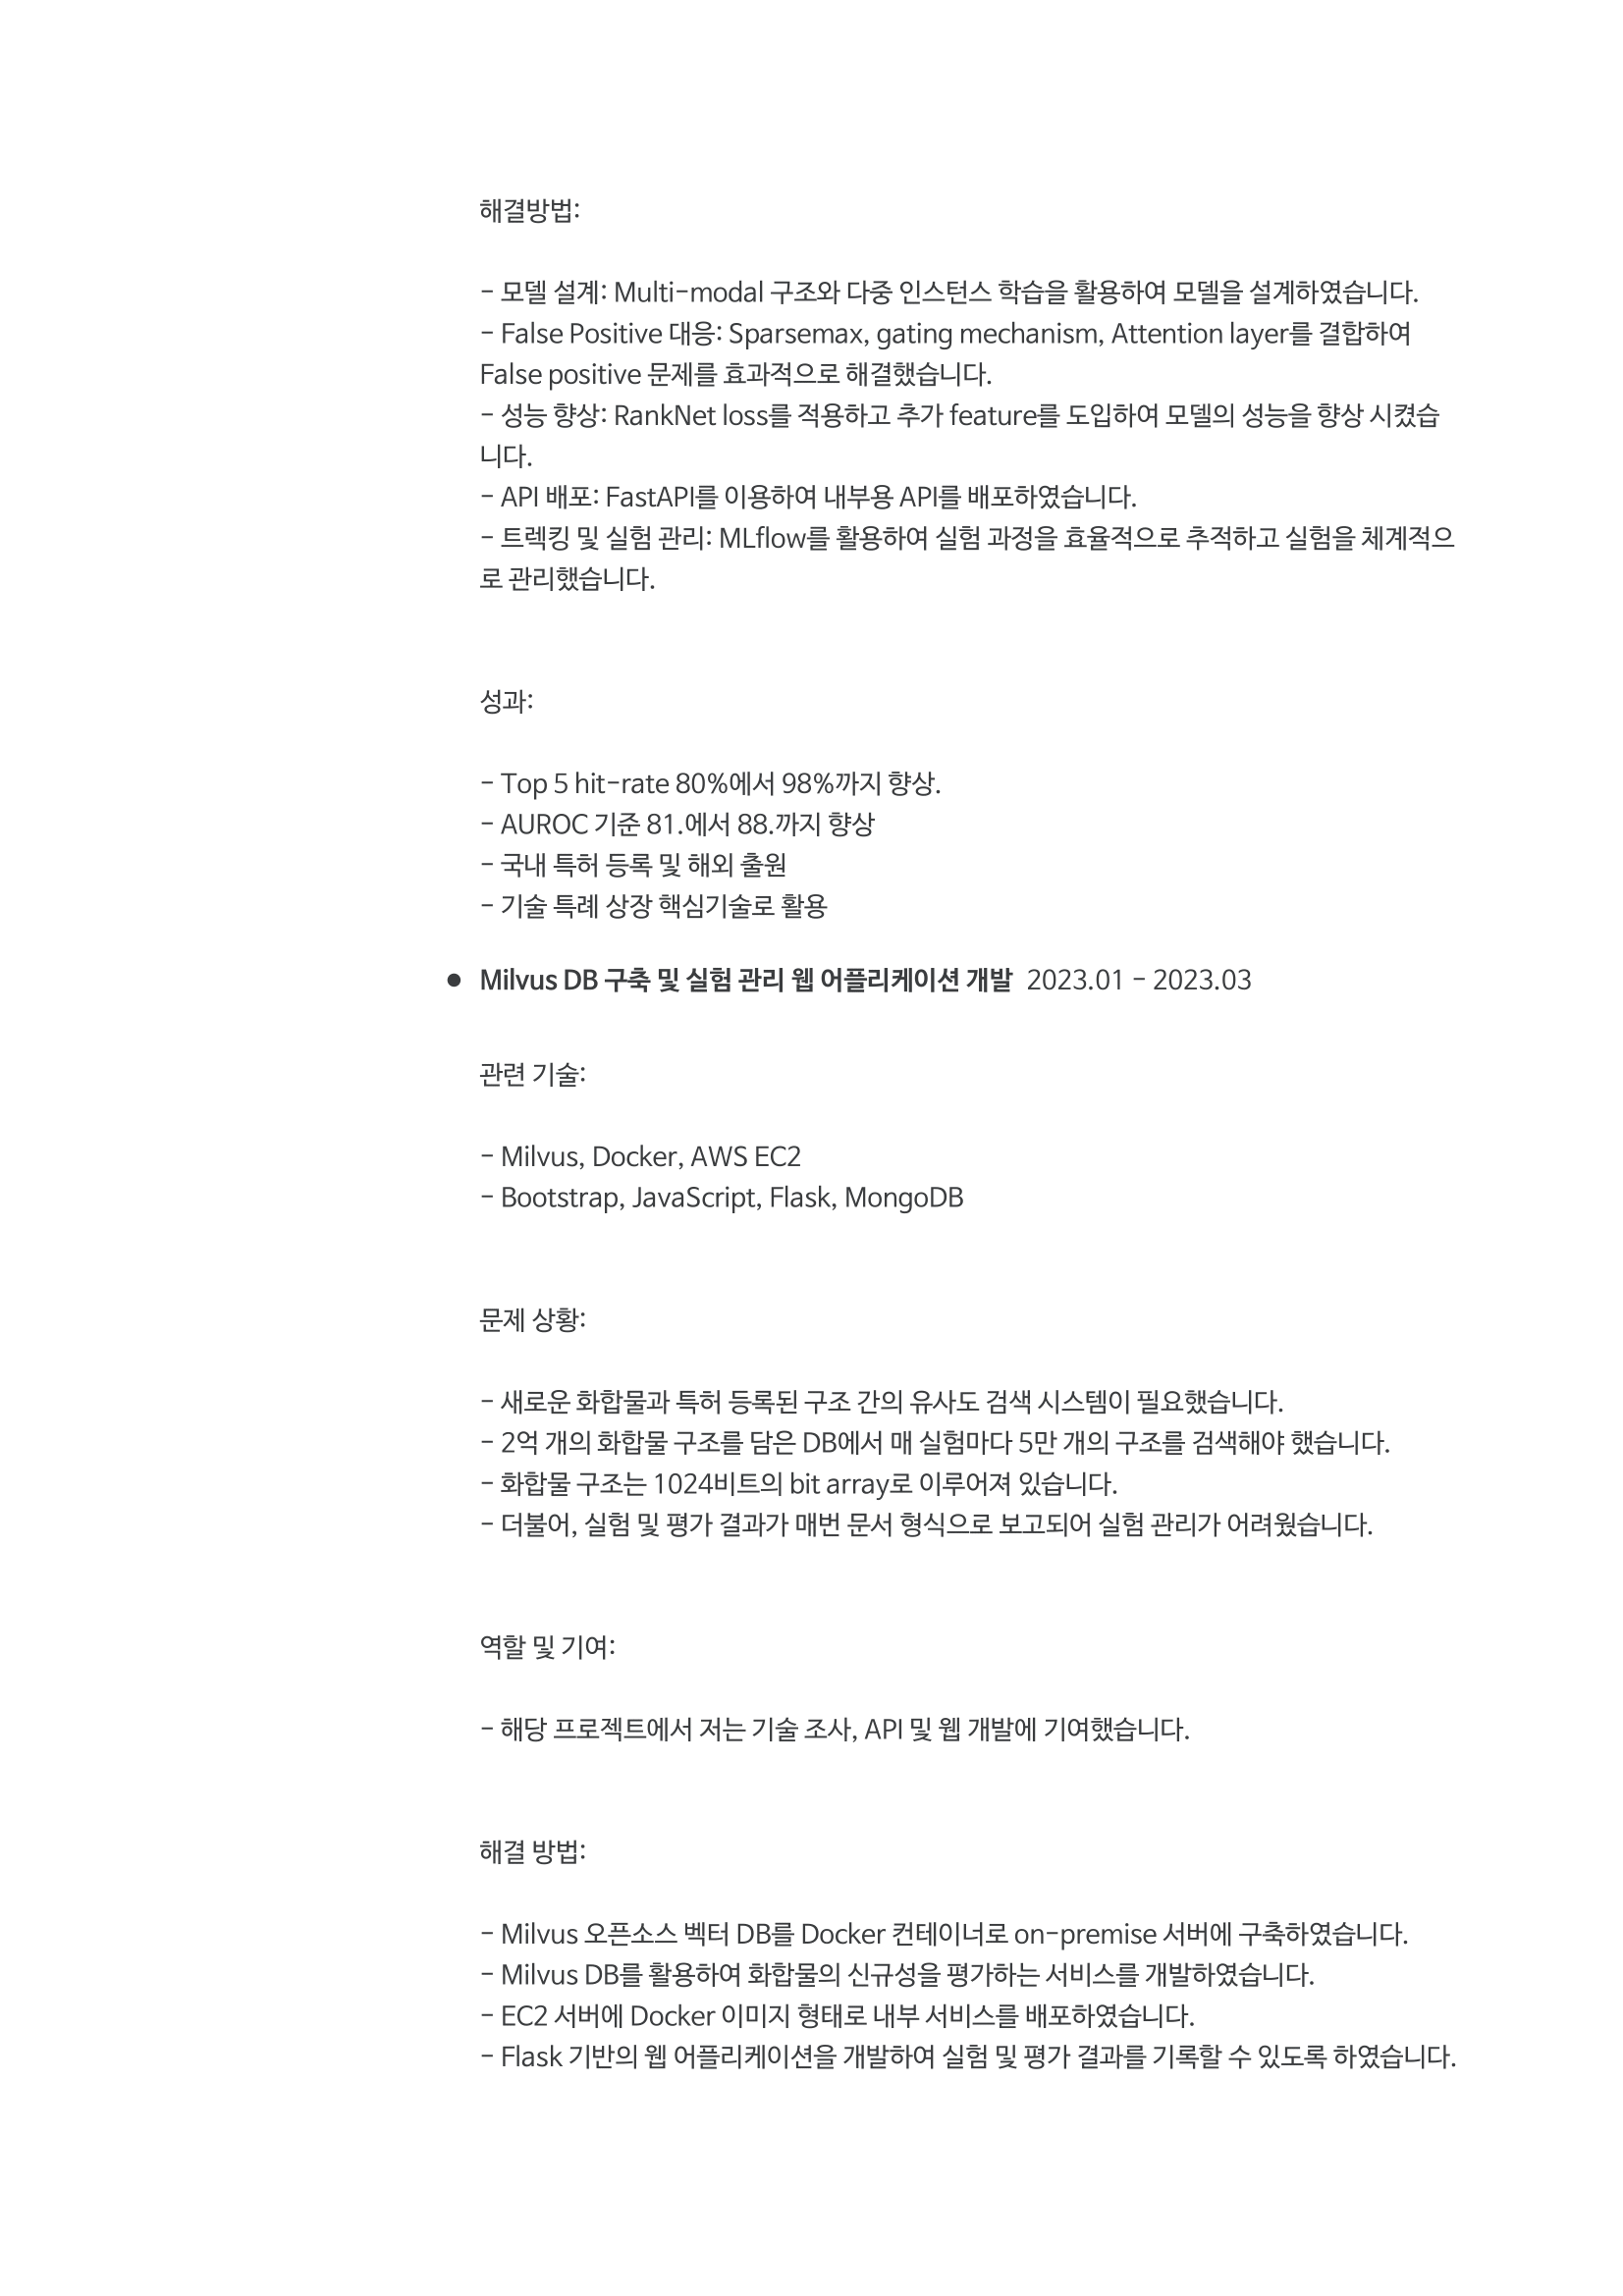 해결방법:
- 모델 설계: Multi-modal 구조와 다중 인스턴스 학습을 활용하여 모델을 설계하였습니다.
- False Positive 대응: Sparsemax, gating mechanism, Attention layer를 결합하여
False positive 문제를 효과적으로 해결했습니다.
- 성능 향상: RankNet loss를 적용하고 추가 feature를 도입하여 모델의 성능을 향상 시켰습
니다.
- API 배포: FastAPI를 이용하여 내부용 API를 배포하였습니다.
- 트렉킹 및 실험 관리: MLflow를 활용하여 실험 과정을 효율적으로 추적하고 실험을 체계적으
로 관리했습니다.
성과:
- Top 5 hit-rate 80%에서 98%까지 향상.
- AUROC 기준 81.에서 88.까지 향상
- 국내 특허 등록 및 해외 출원
- 기술 특례 상장 핵심기술로 활용
● Milvus DB 구축 및 실험 관리 웹 어플리케이션 개발 2023.01 - 2023.03
관련 기술:
- Milvus, Docker, AWS EC2
- Bootstrap, JavaScript, Flask, MongoDB
문제 상황:
- 새로운 화합물과 특허 등록된 구조 간의 유사도 검색 시스템이 필요했습니다.
- 2억 개의 화합물 구조를 담은 DB에서 매 실험마다 5만 개의 구조를 검색해야 했습니다.
- 화합물 구조는 1024비트의 bit array로 이루어져 있습니다.
- 더불어, 실험 및 평가 결과가 매번 문서 형식으로 보고되어 실험 관리가 어려웠습니다.
역할 및 기여:
- 해당 프로젝트에서 저는 기술 조사, API 및 웹 개발에 기여했습니다.
해결 방법:
- Milvus 오픈소스 벡터 DB를 Docker 컨테이너로 on-premise 서버에 구축하였습니다.
- Milvus DB를 활용하여 화합물의 신규성을 평가하는 서비스를 개발하였습니다.
- EC2 서버에 Docker 이미지 형태로 내부 서비스를 배포하였습니다.
- Flask 기반의 웹 어플리케이션을 개발하여 실험 및 평가 결과를 기록할 수 있도록 하였습니다.